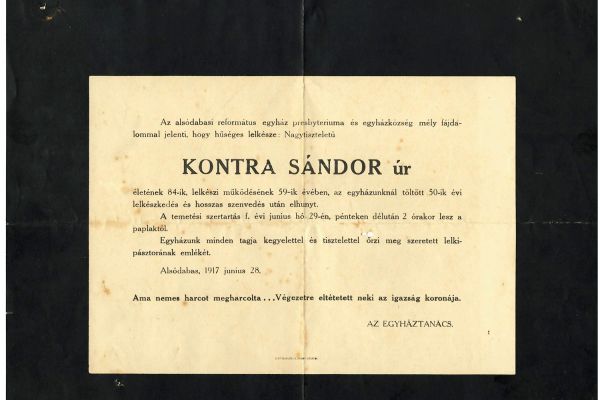 Az alsódabasi református egyház presbyteriuma és egyházközség mély fájda-
lommal jelenti, hogy hűséges lelkésze: Nagytiszteletü
KONTRA SÁNDOR úr
életének 84-ik, lelkészi működésének 59-ik évében, az egyházunknál töltött 50-ik évi
lelkészkedés és hosszas szenvedés után elhunyt.
A temetési szertartás f. évi junius hó 29-én, pénteken délután 2 órakor lesz a
paplaktól.
Egyházunk minden tagja kegyelettel és tisztelettel őrzi meg szeretett lelki-
pásztorának emlékét.
Alsódabas, 1917 junius 28.
Ama nemes harcot megharcolta ... Végezetre eltétetett neki az igazság koronája.
AZ EGYHÁZTANÁCS.